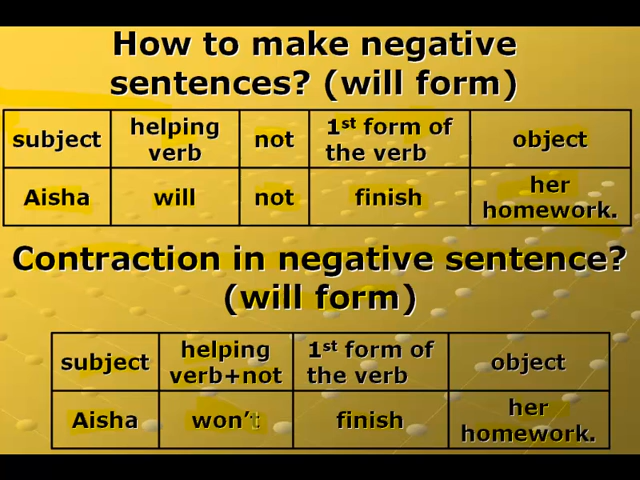 How to make negative
sentences? (will form)
subject helping verb not 1st form of the verb object
Aisha will not finish her homework.
Contraction in negative sentence?
(will form)
subject helping verb+not 1st form of the verb object
Aisha won't finish her homework.